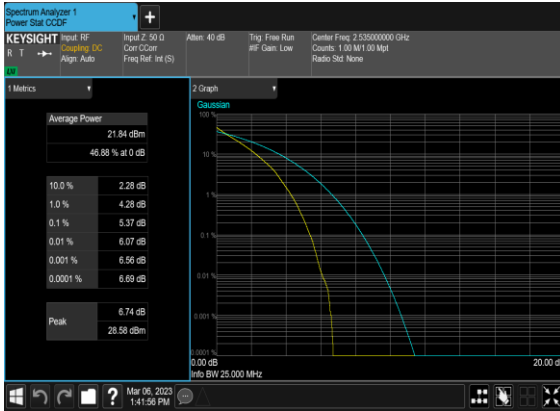 Spectrum Analyzer 1
Power Stat CCDF
KEYSIGHT
R T
Input: RF
Coupling: DC
Align: Auto
Input Z: 50 Ω
Corr CCorr
Freq Ref: Int (S)
Atten: 40 dB
Trig: Free Run
#IF Gain: Low
Center Freq: 2.535000000 GHz
Counts: 1.00 M/1.00 Mpt
Radio Std: None
1 Metrics
Average Power
21.84 dBm
46.88 % at 0 dB
10.0 % 2.28 dB
1.0 % 4.28 dB
0.1 % 5.37 dB
0.01 % 6.07 dB
0.001 % 6.56 dB
0.0001 % 6.69 dB
Peak
6.74 dB
28.58 dBm
2 Graph
Gaussian
100 %
10 %
1 %
0.1 %
0.01 %
0.001 %
0.0001 %
0.00 dB
20.00 d
Info BW 25.000 MHz
?
Mar 06, 2023
1:41:56 PM